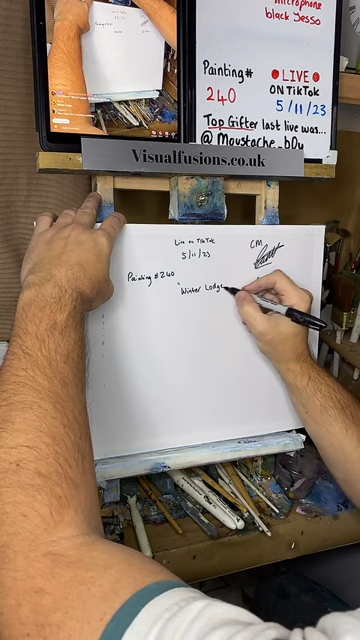 microphone
black Jesso
Painting#
240
LIVE
ON TikTok
5/11/23
Top Gifter last live was...
@Moustache_b0y
Visualfusions.co.uk
Live on TikTok
5/11/23
CM
Painting #240
"Winter Lodge